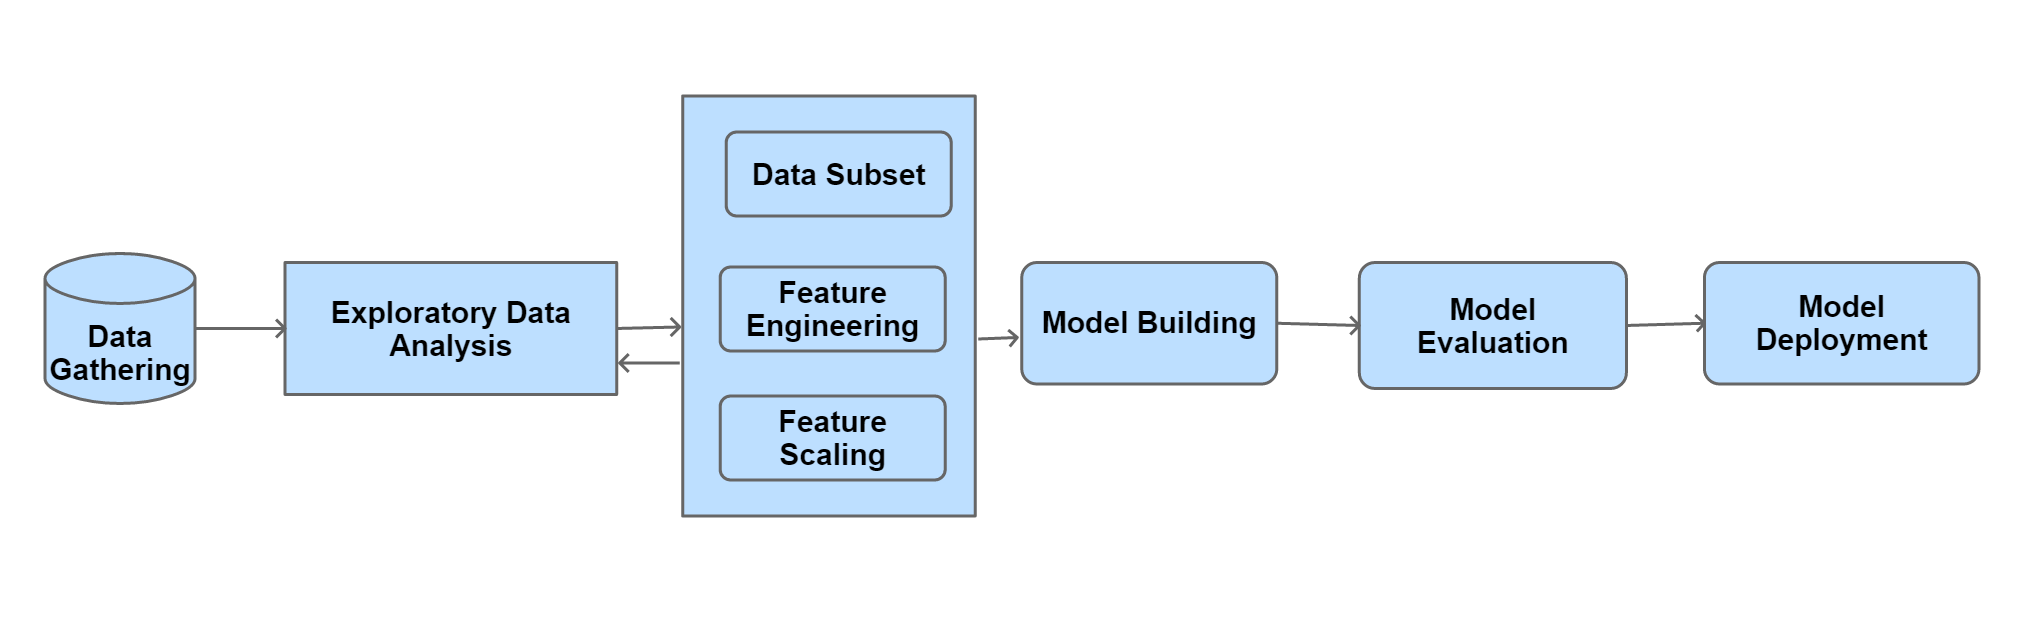 Data
Gathering
Exploratory Data
Analysis
Data Subset
Feature
Engineering
Feature
Scaling
Model Building
Model
Evaluation
Model
Deployment